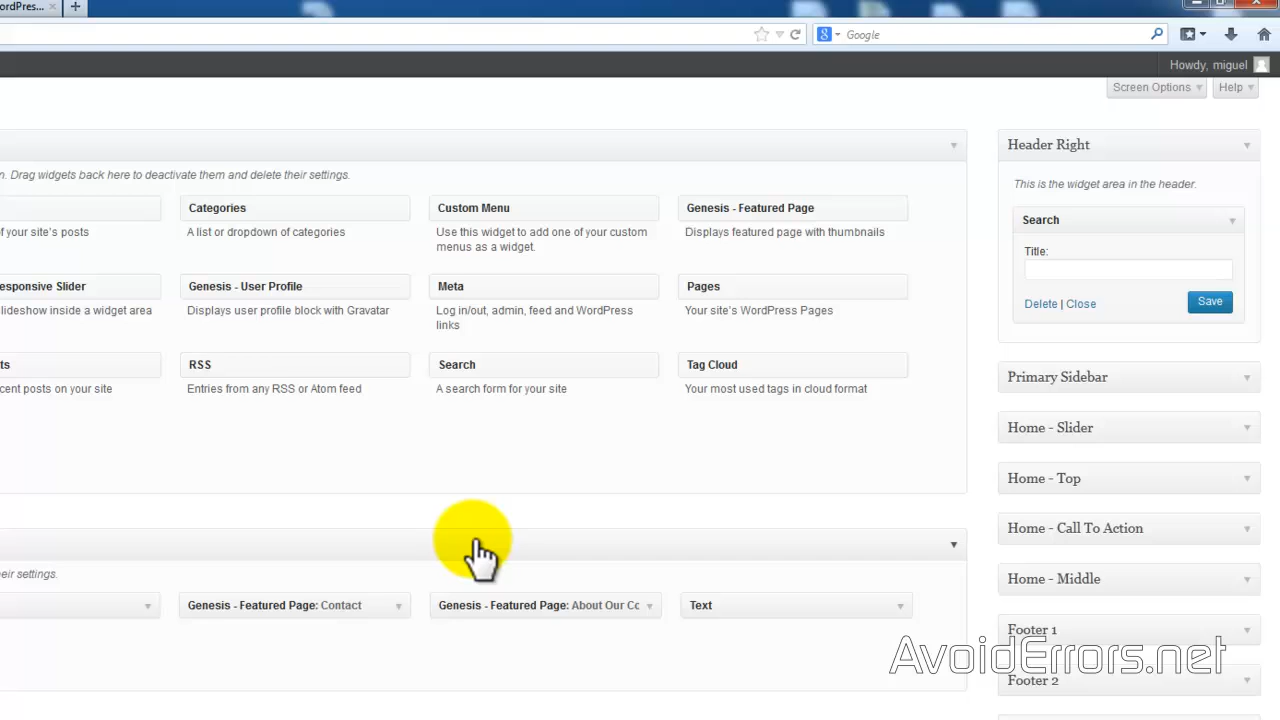 ordPres...
Google
Howdy, miguel
Screen Options
Help
Header Right
n. Drag widgets back here to deactivate them and delete their settings.
This is the widget area in the header.
Categories
Custom Menu
Genesis - Featured Page
Search
of your site's posts
A list or dropdown of categories
Use this widget to add one of your custom
menus as a widget.
Displays featured page with thumbnails
Title:
esponsive Slider
Genesis - User Profile
Meta
Pages
Delete | Close
Save
lideshow inside a widget area
Displays user profile block with Gravatar
Log in/out, admin, feed and WordPress
links
Your site's WordPress Pages
ts
RSS
Search
Tag Cloud
cent posts on your site
Entries from any RSS or Atom feed
A search form for your site
Your most used tags in cloud format
Primary Sidebar
Home - Slider
Home - Top
Home - Call To Action
Home - Middle
eir settings.
Genesis - Featured Page: Contact
Genesis - Featured Page: About Our Cc
Text
Footer 1
AvoidErrors.net
Footer 2